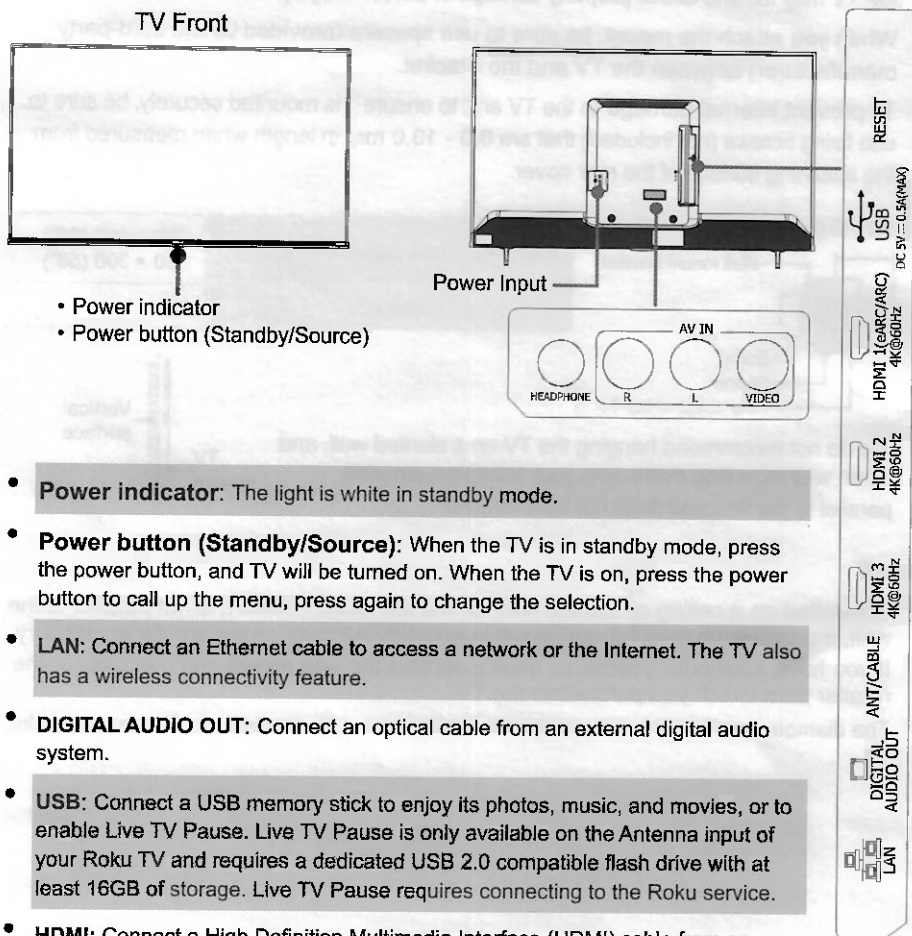 TV Front
Power Input
• Power indicator
• Power button (Standby/Source)
AV IN
HEADPHONE
R
L
VIDEO
RESET
USB
DC 5V⎓0.5A(MAX)
HDMI 1(eARC/ARC)
4K@60Hz
HDMI 2
4K@60Hz
HDMI 3
4K@60Hz
ANT/CABLE
DIGITAL
AUDIO OUT
LAN
• Power indicator: The light is white in standby mode.
• Power button (Standby/Source): When the TV is in standby mode, press
the power button, and TV will be turned on. When the TV is on, press the power
button to call up the menu, press again to change the selection.
• LAN: Connect an Ethernet cable to access a network or the Internet. The TV also
has a wireless connectivity feature.
• DIGITAL AUDIO OUT: Connect an optical cable from an external digital audio
system.
• USB: Connect a USB memory stick to enjoy its photos, music, and movies, or to
enable Live TV Pause. Live TV Pause is only available on the Antenna input of
your Roku TV and requires a dedicated USB 2.0 compatible flash drive with at
least 16GB of storage. Live TV Pause requires connecting to the Roku service.
• HDMI: Connect a High Definition Multimedia Interface (HDMI) cable from an